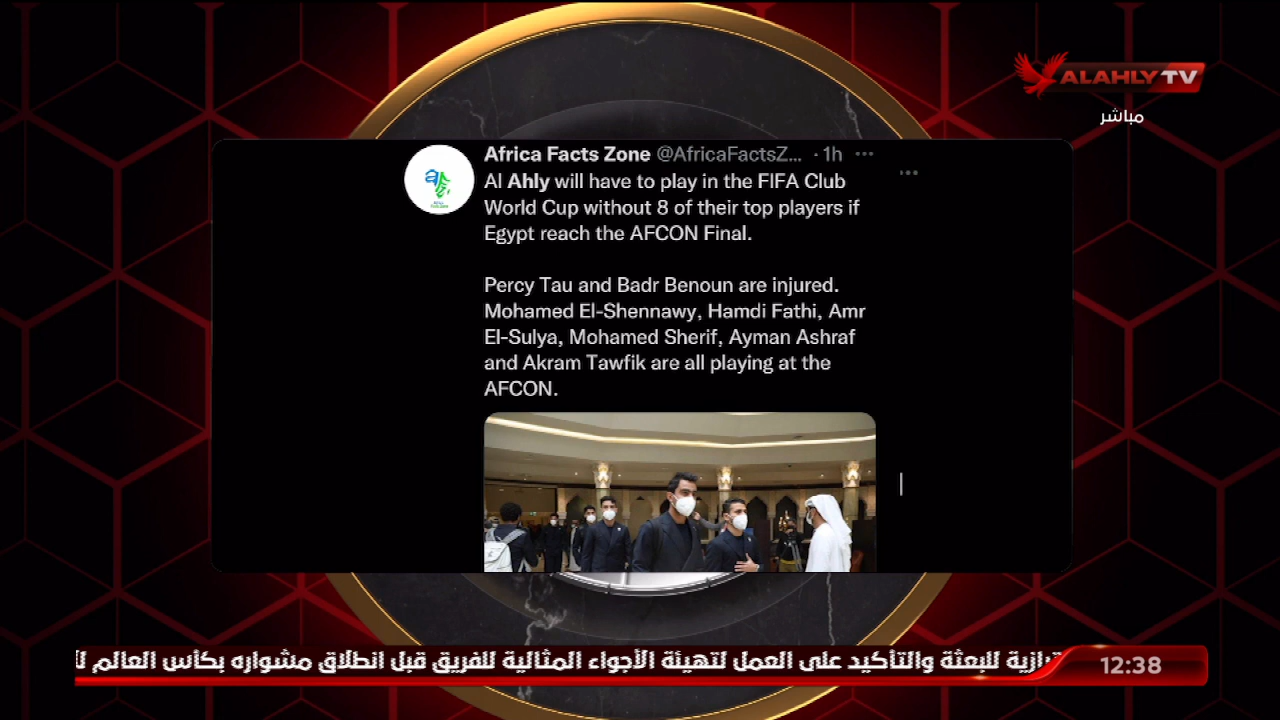 ALAHLY TV
مباشر
Africa Facts Zone @AfricaFactsZ... · 1h ···
Al Ahly will have to play in the FIFA Club
World Cup without 8 of their top players if
Egypt reach the AFCON Final.
Percy Tau and Badr Benoun are injured.
Mohamed El-Shennawy, Hamdi Fathi, Amr
El-Sulya, Mohamed Sherif, Ayman Ashraf
and Akram Tawfik are all playing at the
AFCON.
للبعثة والتأكيد على العمل لتهيئة الأجواء المثالية للفريق قبل انطلاق مشواره بكأس العالم
12:38